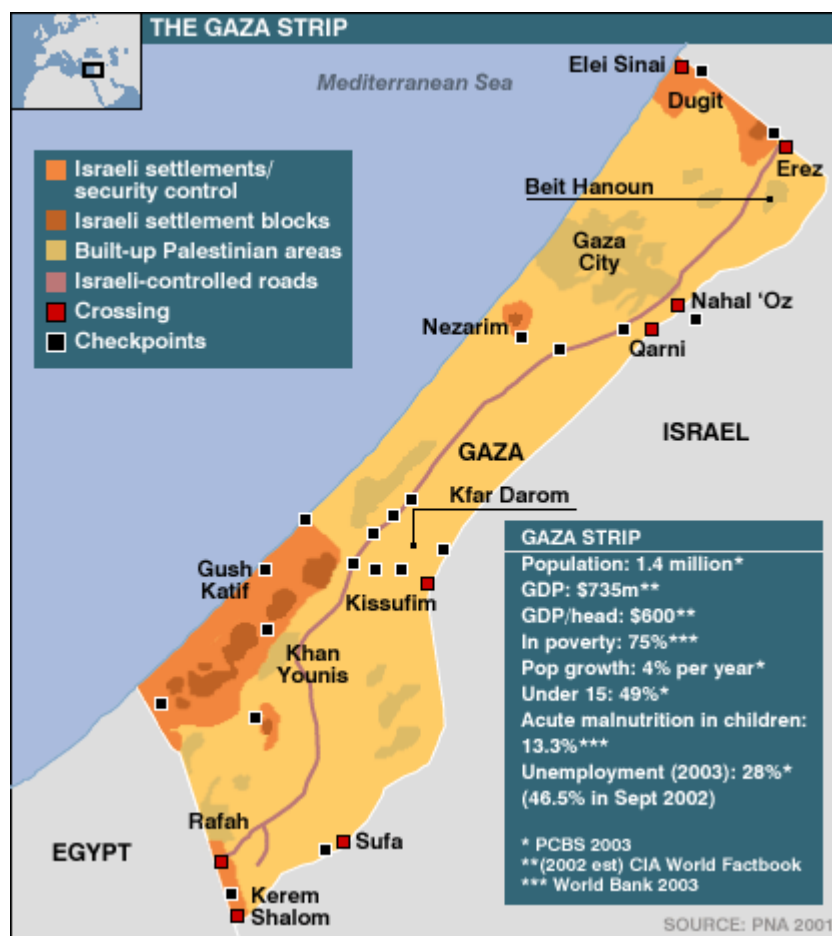 THE GAZA STRIP
Mediterranean Sea
Elei Sinai
Dugit
Erez
Israeli settlements/
security control
Israeli settlement blocks
Built-up Palestinian areas
Israeli-controlled roads
Crossing
Checkpoints
Beit Hanoun
Gaza
City
Nahal ‘Oz
Nezarim
Qarni
ISRAEL
GAZA
Kfar Darom
Gush
Katif
Kissufim
Khan
Younis
Rafah
Sufa
EGYPT
Kerem
Shalom
GAZA STRIP
Population: 1.4 million*
GDP: $735m**
GDP/head: $600**
In poverty: 75%***
Pop growth: 4% per year*
Under 15: 49%*
Acute malnutrition in children:
13.3%***
Unemployment (2003): 28%*
(46.5% in Sept 2002)
* PCBS 2003
**(2002 est) CIA World Factbook
*** World Bank 2003
SOURCE: PNA 2001